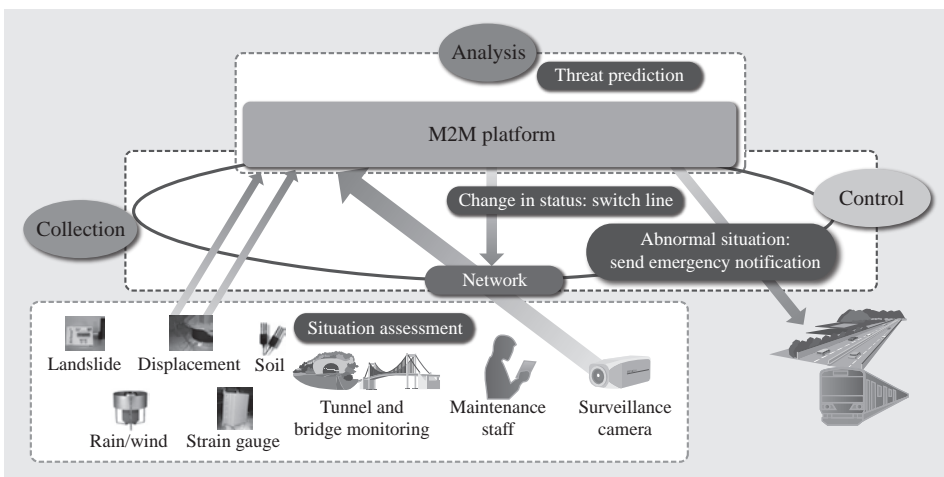 Analysis
Threat prediction
M2M platform
Collection
Change in status: switch line
Control
Abnormal situation:
send emergency notification
Network
Situation assessment
Landslide
Displacement
Soil
Rain/wind
Strain gauge
Tunnel and
bridge monitoring
Maintenance
staff
Surveillance
camera